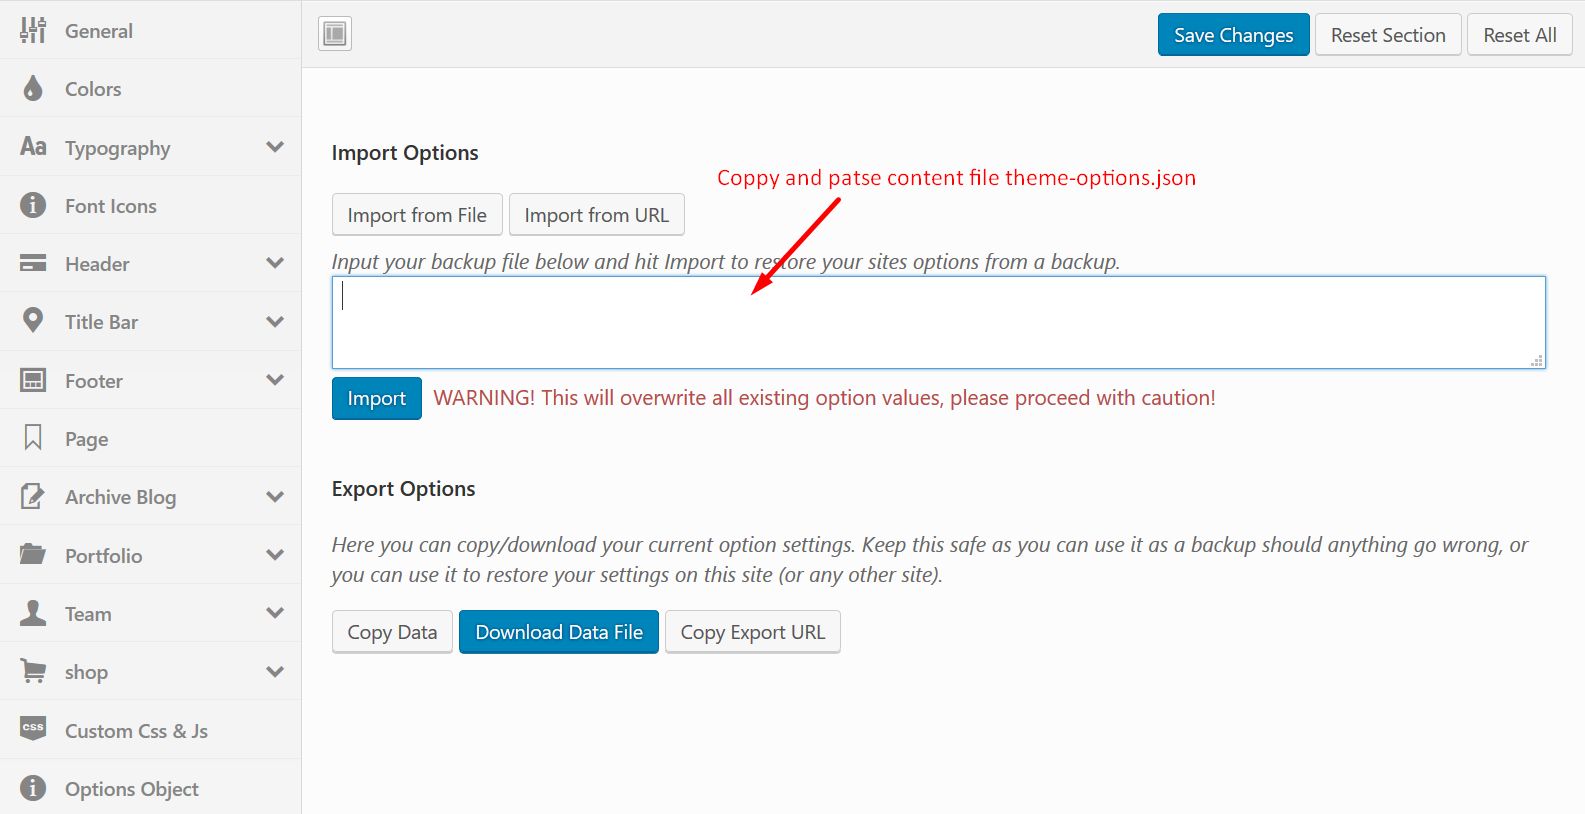 General
Colors
Aa Typography
Font Icons
Header
Title Bar
Footer
Page
Archive Blog
Portfolio
Team
shop
css Custom Css & Js
Options Object
Save Changes
Reset Section
Reset All
Import Options
Coppy and patse content file theme-options.json
Import from File
Import from URL
Input your backup file below and hit Import to restore your sites options from a backup.
Import
WARNING! This will overwrite all existing option values, please proceed with caution!
Export Options
Here you can copy/download your current option settings. Keep this safe as you can use it as a backup should anything go wrong, or
you can use it to restore your settings on this site (or any other site).
Copy Data
Download Data File
Copy Export URL